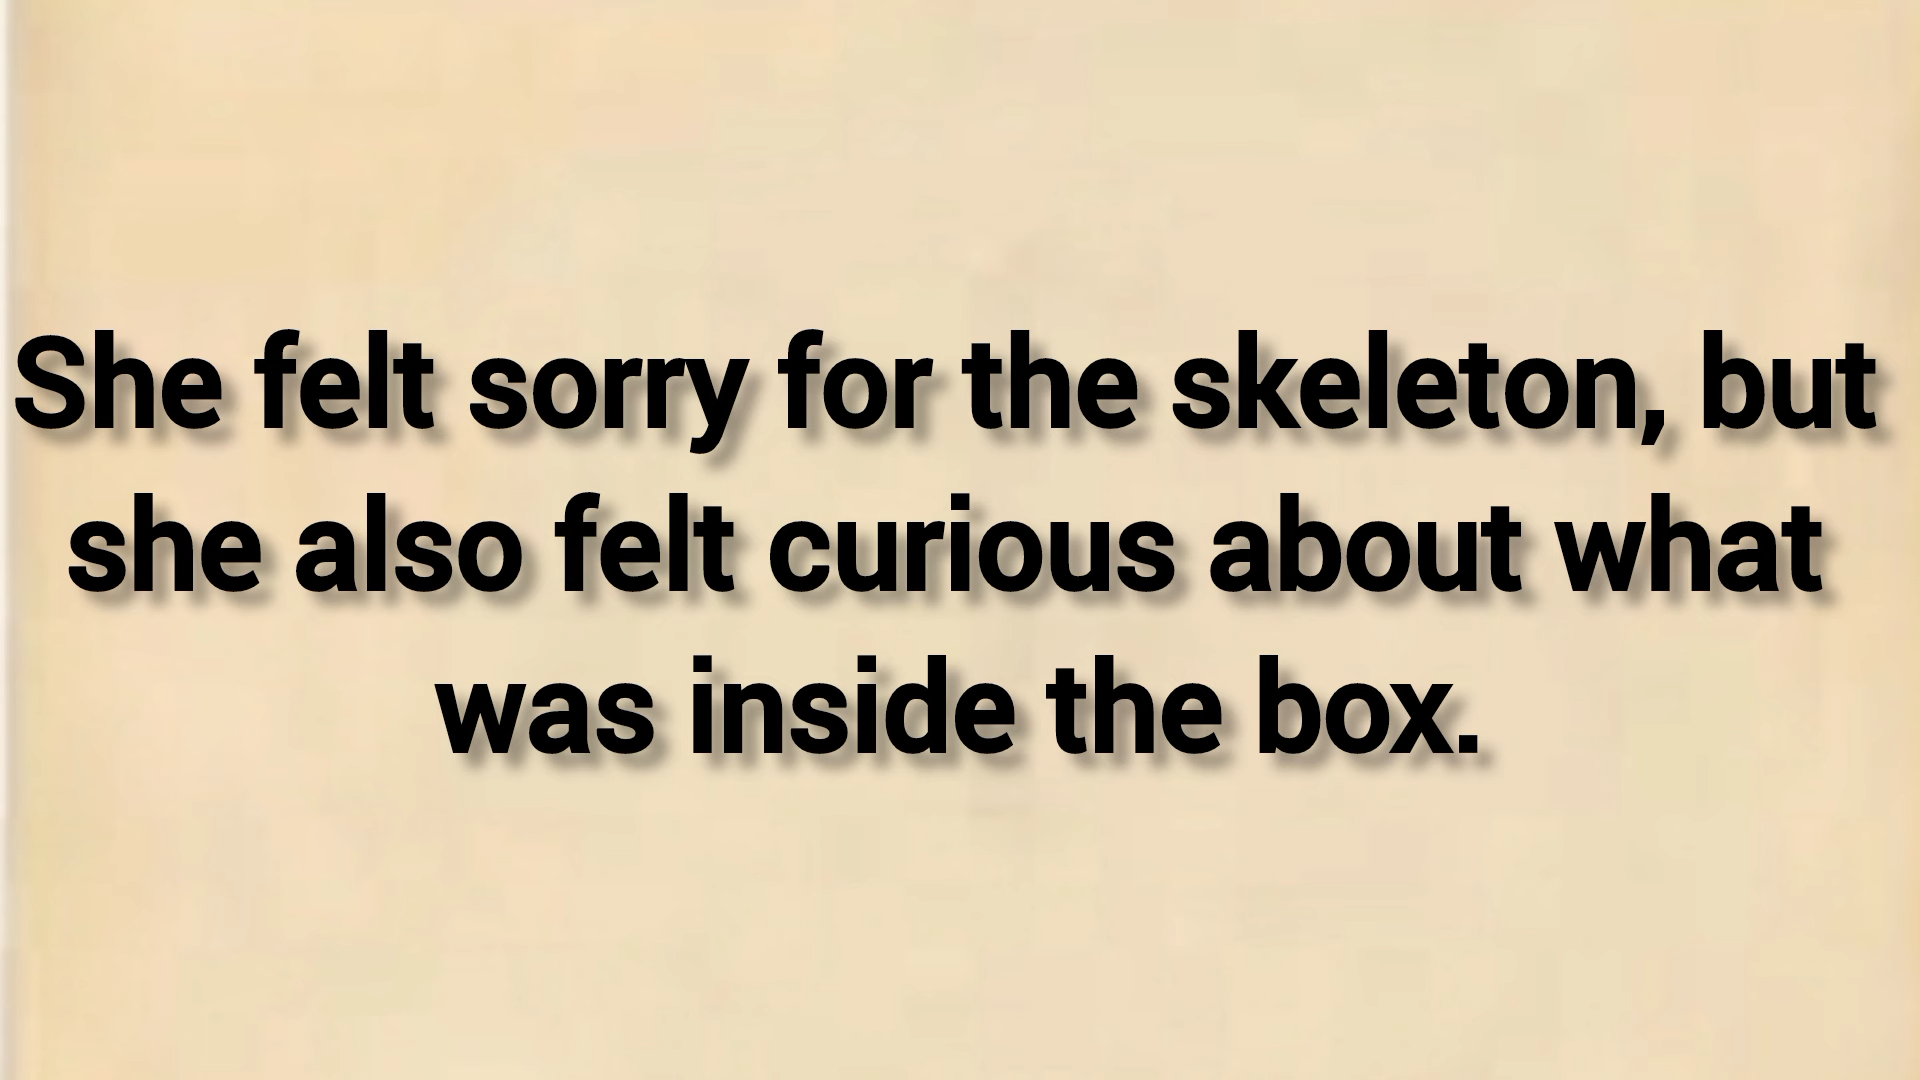 She felt sorry for the skeleton, but
she also felt curious about what
was inside the box.